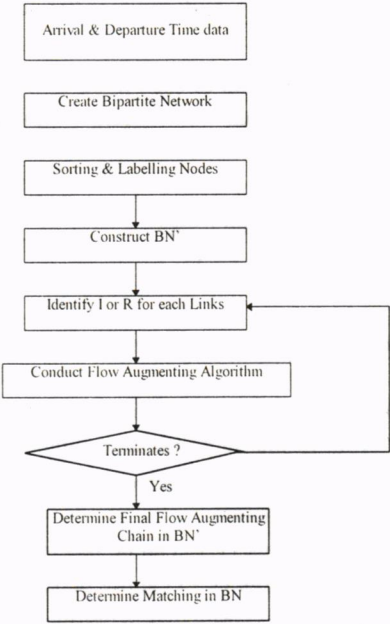 Arrival & Departure Time data
Create Bipartite Network
Sorting & Labelling Nodes
Construct BN'
Identify I or R for each Links
Conduct Flow Augmenting Algorithm
Terminates ?
Yes
Determine Final Flow Augmenting
Chain in BN'
Determine Matching in BN